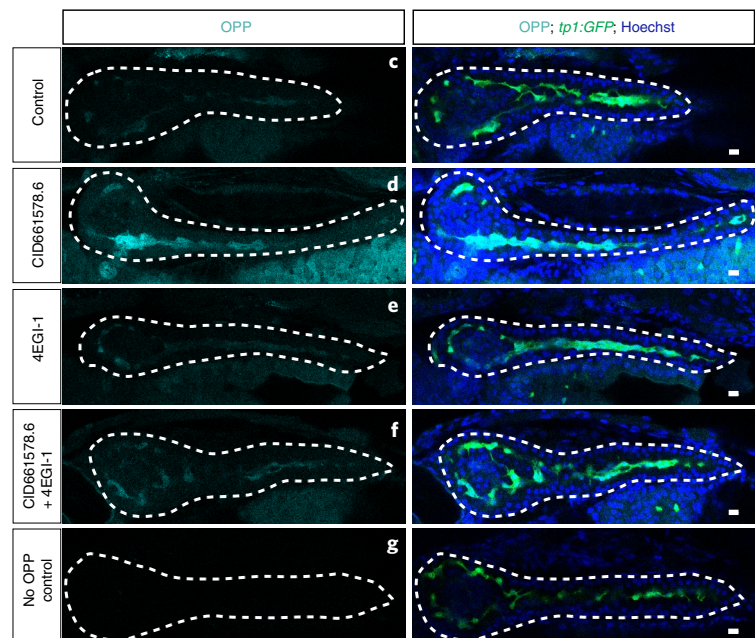 OPP
OPP; tp1:GFP; Hoechst
Control
c
CID661578.6
d
4EGI-1
e
CID661578.6
+ 4EGI-1
f
No OPP
control
g